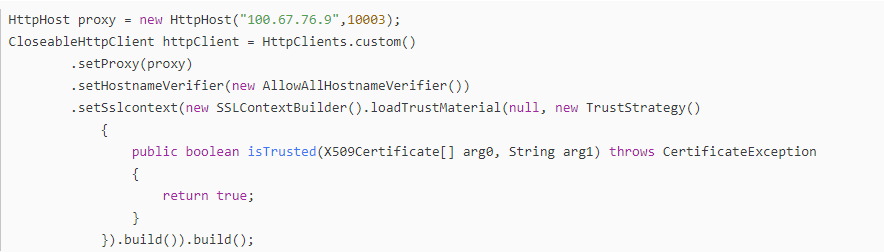 HttpHost proxy = new HttpHost("100.67.76.9",10003);
CloseableHttpClient httpClient = HttpClients.custom()
        .setProxy(proxy)
        .setHostnameVerifier(new AllowAllHostnameVerifier())
        .setSslcontext(new SSLContextBuilder().loadTrustMaterial(null, new TrustStrategy()
            {
                public boolean isTrusted(X509Certificate[] arg0, String arg1) throws CertificateException
                {
                    return true;
                }
            }).build()).build();